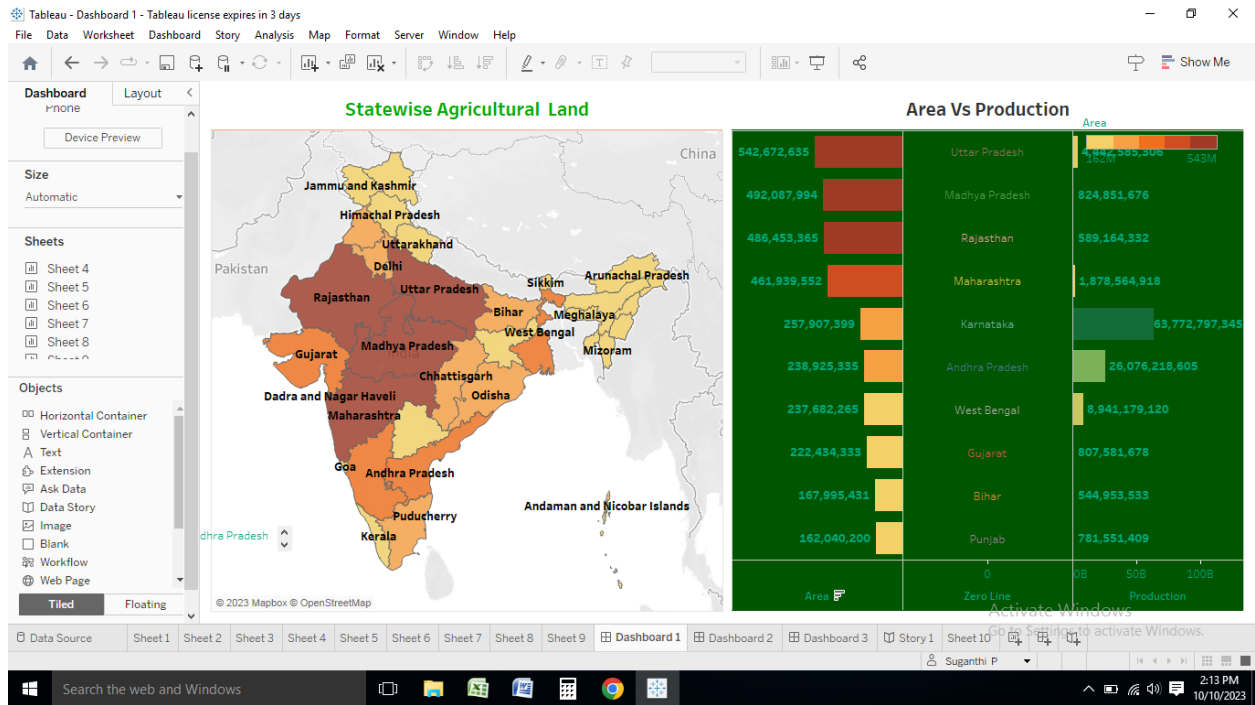 Tableau - Dashboard 1 - Tableau license expires in 3 days
File Data Worksheet Dashboard Story Analysis Map Format Server Window Help
Show Me
Dashboard Layout
Phone
Device Preview
Size
Automatic
Sheets
Sheet 4
Sheet 5
Sheet 6
Sheet 7
Sheet 8
Objects
Horizontal Container
Vertical Container
Text
Extension
Ask Data
Data Story
Image
Blank
Workflow
Web Page
Tiled Floating
Statewise Agricultural Land
China
Jammu and Kashmir
Himachal Pradesh
Uttarakhand
Pakistan
Delhi
Arunachal Pradesh
Sikkim
Uttar Pradesh
Rajasthan
Bihar
Meghalaya
West Bengal
Madhya Pradesh
India
Mizoram
Gujarat
Chhattisgarh
Dadra and Nagar Haveli
Odisha
Maharashtra
Goa
Andhra Pradesh
Andaman and Nicobar Islands
Puducherry
Kerala
dhra Pradesh
© 2023 Mapbox © OpenStreetMap
Area Vs Production
Area
162M 543M
542,672,635 Uttar Pradesh 4,442,585,306
492,087,994 Madhya Pradesh 824,851,676
486,453,365 Rajasthan 589,164,332
461,939,552 Maharashtra 1,878,564,918
257,907,399 Karnataka 63,772,797,345
238,925,335 Andhra Pradesh 26,076,218,605
237,682,265 West Bengal 8,941,179,120
222,434,333 Gujarat 807,581,678
167,995,431 Bihar 544,953,533
162,040,200 Punjab 781,551,409
0 0B 50B 100B
Area Zero Line Production
Activate Windows
Go to Settings to activate Windows.
Data Source Sheet 1 Sheet 2 Sheet 3 Sheet 4 Sheet 5 Sheet 6 Sheet 7 Sheet 8 Sheet 9 Dashboard 1 Dashboard 2 Dashboard 3 Story 1 Sheet 10
Suganthi P
Search the web and Windows
2:13 PM
10/10/2023